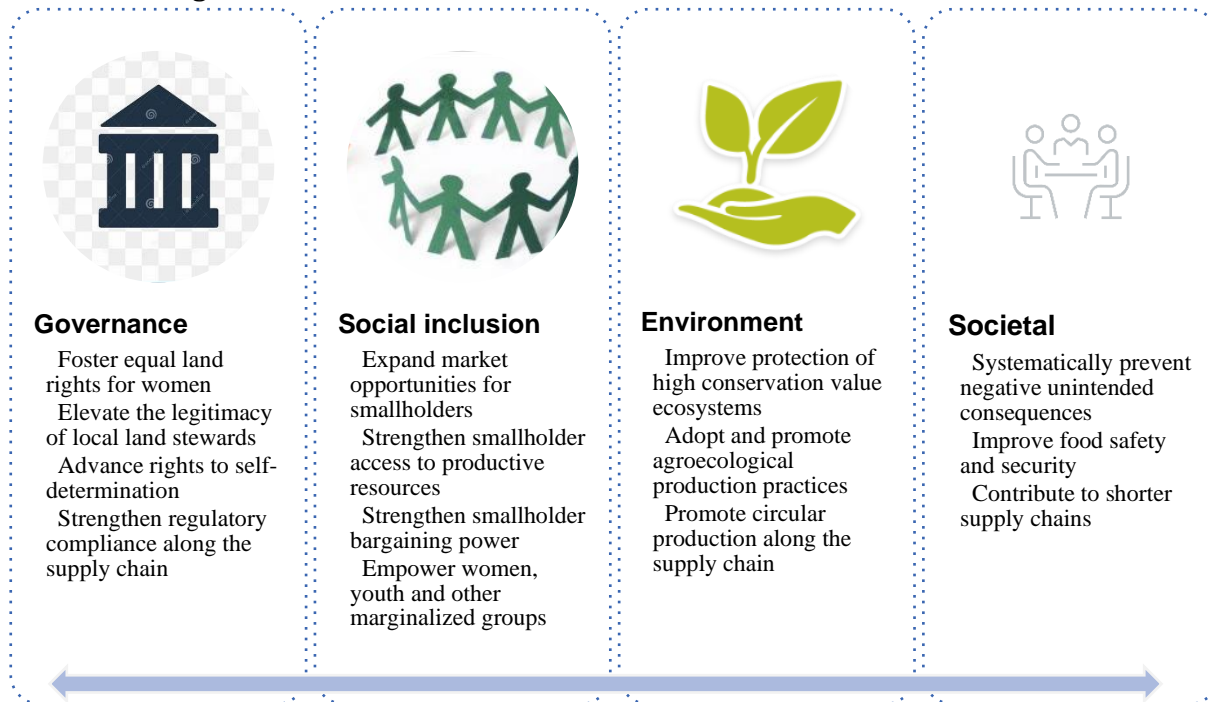 Governance
Foster equal land
rights for women
Elevate the legitimacy
of local land stewards
Advance rights to self-
determination
Strengthen regulatory
compliance along the
supply chain
Social inclusion
Expand market
opportunities for
smallholders
Strengthen smallholder
access to productive
resources
Strengthen smallholder
bargaining power
Empower women,
youth and other
marginalized groups
Environment
Improve protection of
high conservation value
ecosystems
Adopt and promote
agroecological
production practices
Promote circular
production along the
supply chain
Societal
Systematically prevent
negative unintended
consequences
Improve food safety
and security
Contribute to shorter
supply chains